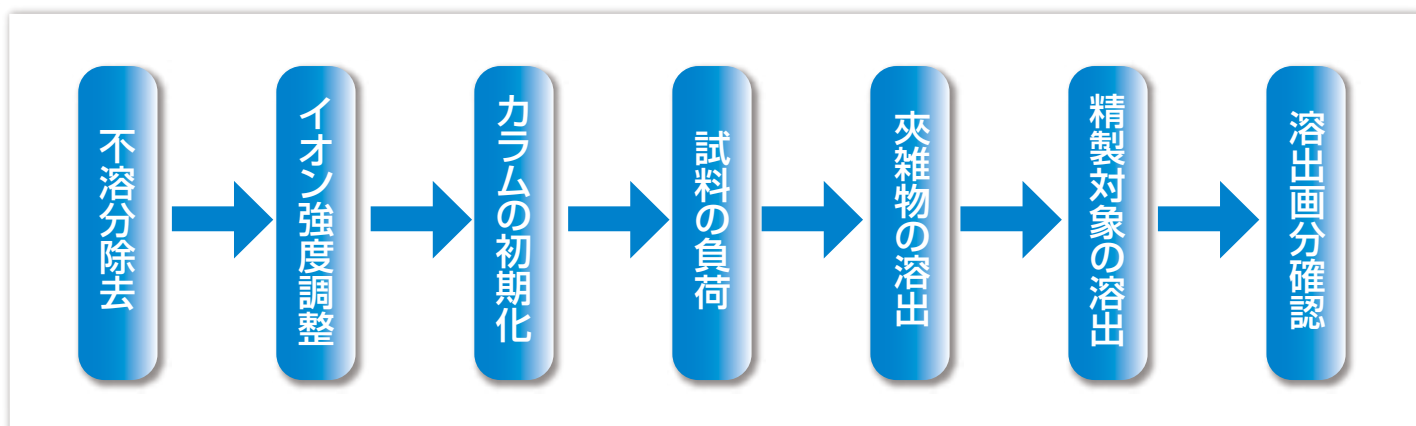 不溶分除去
イオン強度調整
カラムの初期化
試料の負荷
夾雑物の溶出
精製対象の溶出
溶出画分確認